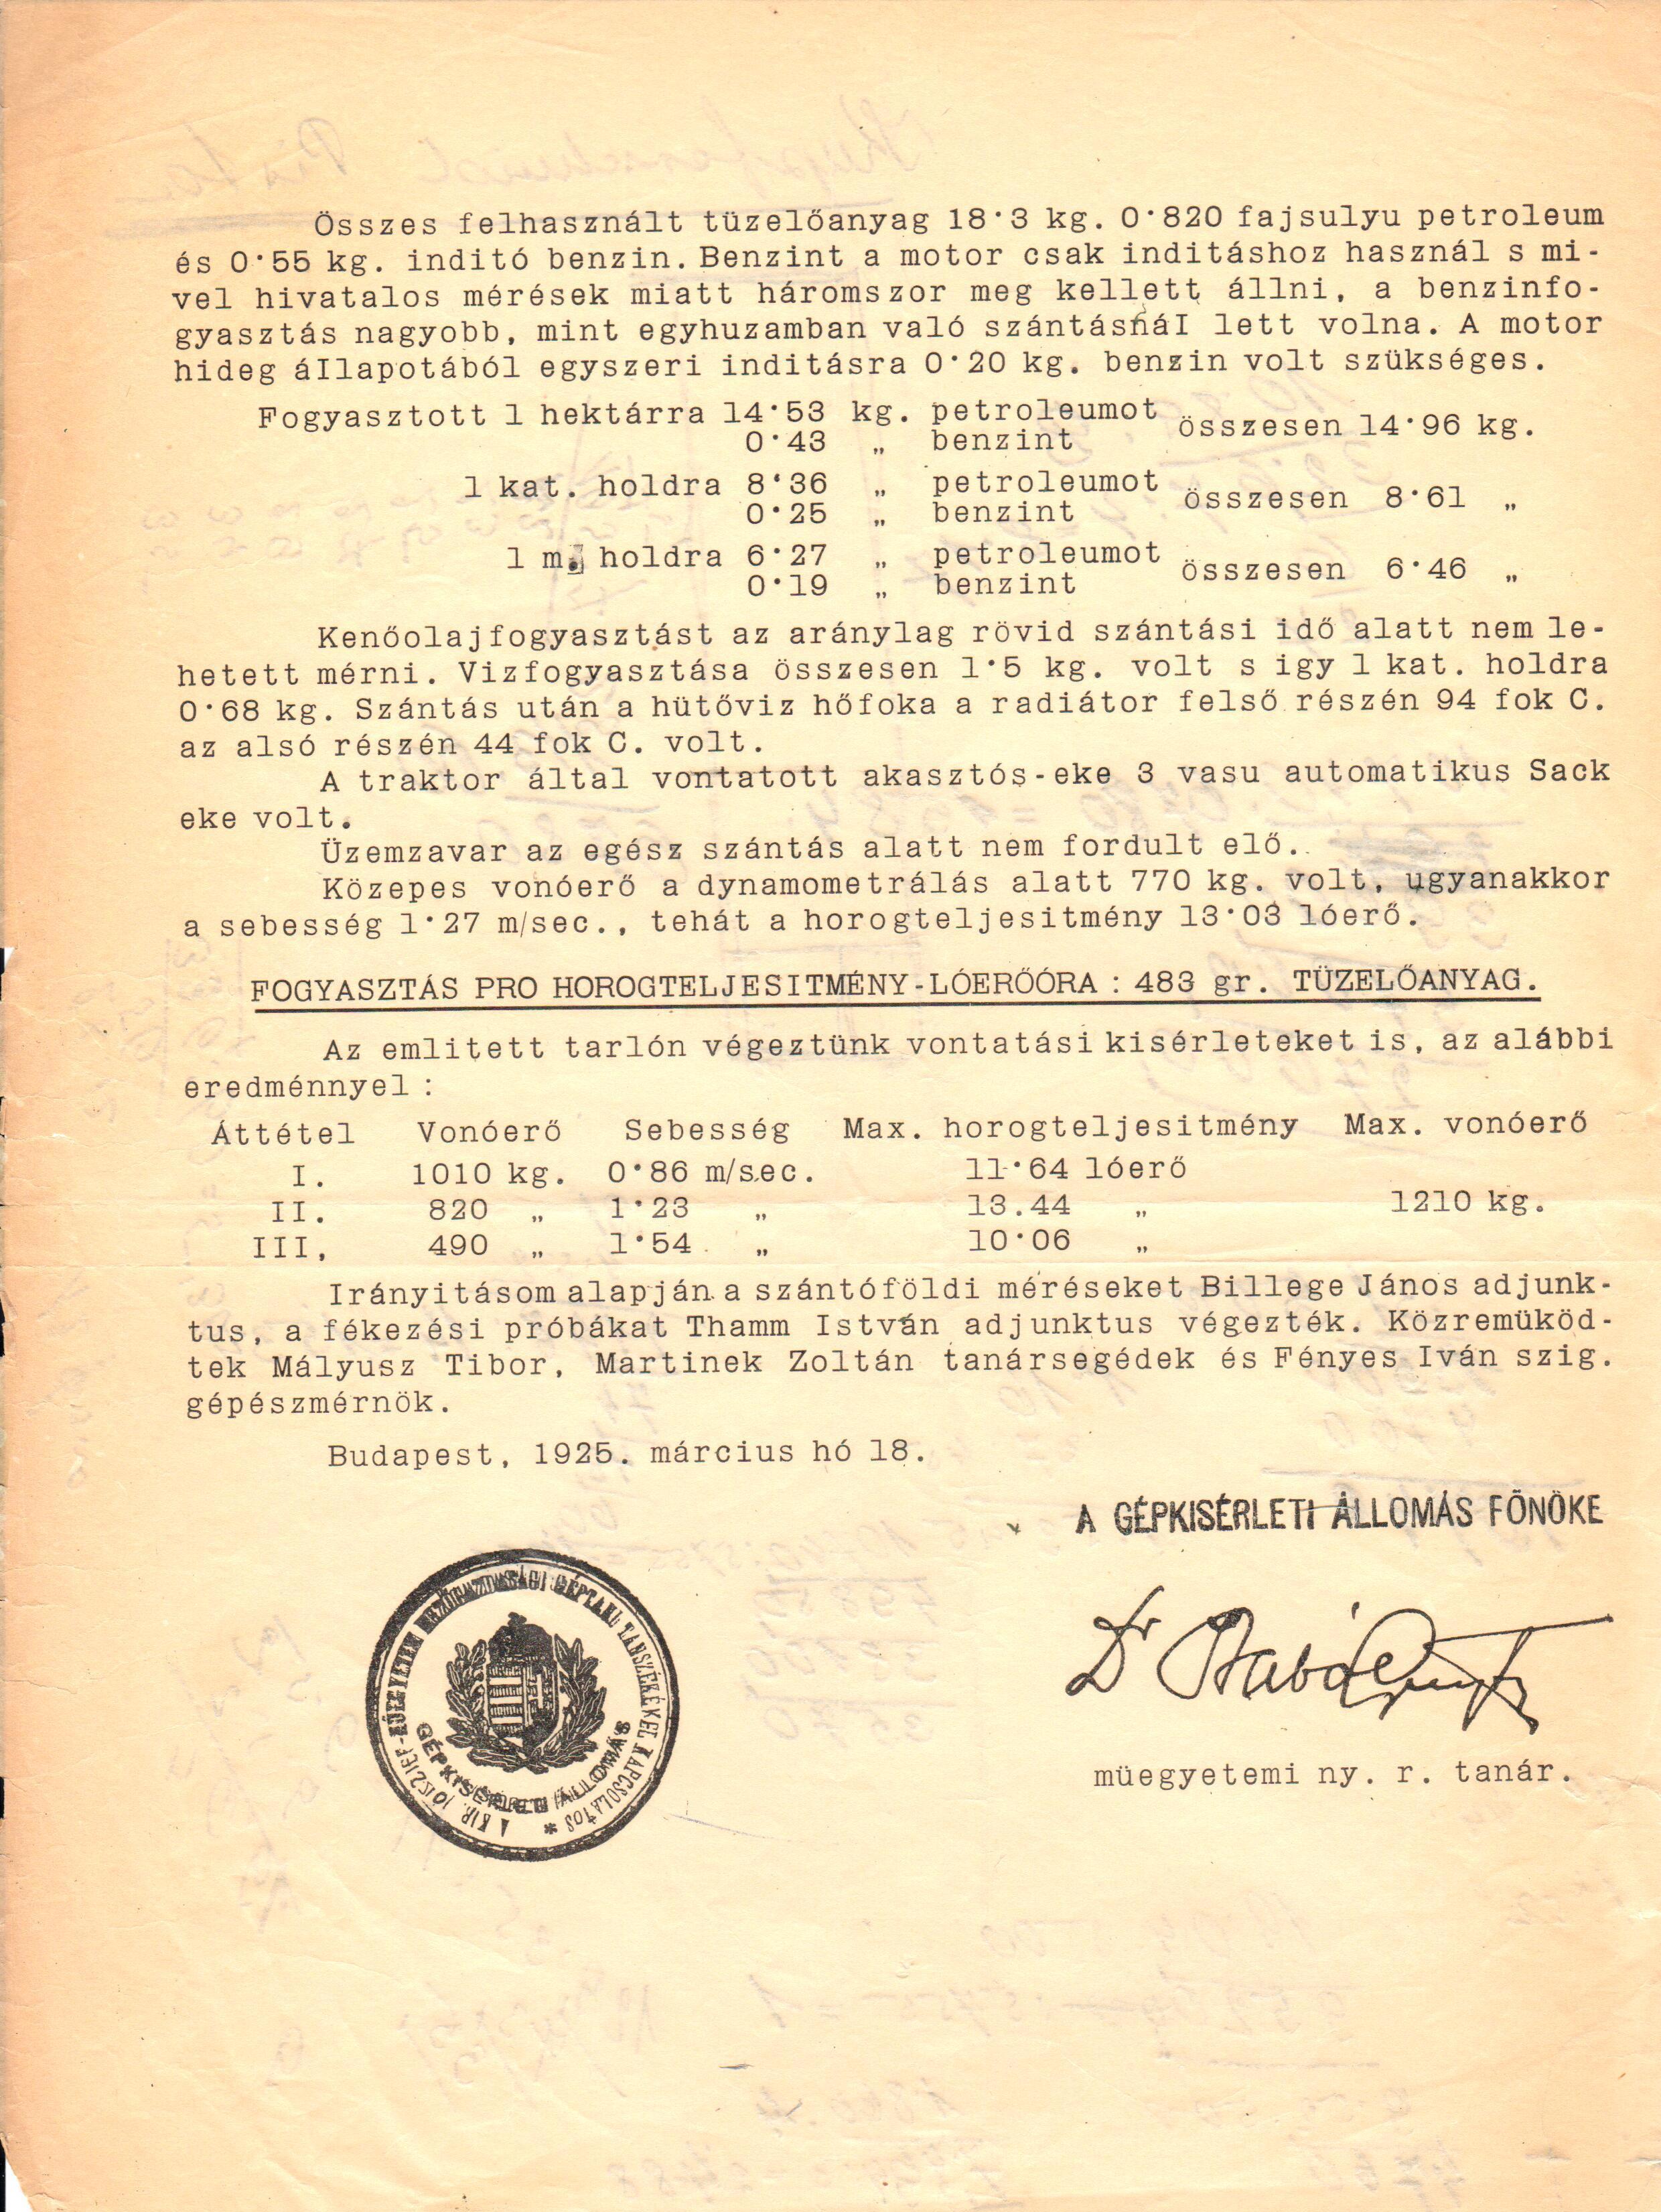 Összes felhasznált tüzelőanyag 18·3 kg. 0·820 fajsulyu petroleum
és 0·55 kg. inditó benzin. Benzint a motor csak inditáshoz használ s mi-
vel hivatalos mérések miatt háromszor meg kellett állni, a benzinfo-
gyasztás nagyobb, mint egyhuzamban való szántásnál lett volna. A motor
hideg állapotából egyszeri inditásra 0·20 kg. benzin volt szükséges.
Fogyasztott 1 hektárra 14·53 kg. petroleumot összesen 14·96 kg.
0·43 „ benzint
1 kat. holdra 8·36 „ petroleumot összesen 8·61 „
0·25 „ benzint
1 m. holdra 6·27 „ petroleumot összesen 6·46 „
0·19 „ benzint
Kenőolajfogyasztást az aránylag rövid szántási idő alatt nem le-
hetett mérni. Vizfogyasztása összesen 1·5 kg. volt s igy 1 kat. holdra
0·68 kg. Szántás után a hütőviz hőfoka a radiátor felső részén 94 fok C.
az alsó részén 44 fok C. volt.
A traktor által vontatott akasztós-eke 3 vasu automatikus Sack
eke volt.
Üzemzavar az egész szántás alatt nem fordult elő.
Közepes vonóerő a dynamometrálás alatt 770 kg. volt, ugyanakkor
a sebesség 1·27 m/sec., tehát a horogteljesitmény 13·03 lóerő.
FOGYASZTÁS PRO HOROGTELJESITMÉNY-LÓERŐÓRA : 483 gr. TÜZELŐANYAG.
Az emlitett tarlón végeztünk vontatási kisérleteket is, az alábbi
eredménnyel :
Áttétel Vonóerő Sebesség Max. horogteljesitmény Max. vonóerő
I. 1010 kg. 0·86 m/sec. 11·64 lóerő
II. 820 „ 1·23 „ 13.44 „ 1210 kg.
III, 490 „ 1·54 „ 10·06 „
Irányitásom alapján a szántóföldi méréseket Billege János adjunk-
tus, a fékezési próbákat Thamm István adjunktus végezték. Közremüköd-
tek Mályusz Tibor, Martinek Zoltán tanársegédek és Fényes Iván szig.
gépészmérnök.
Budapest, 1925. március hó 18.
A GÉPKISÉRLETI ÁLLOMÁS FŐNÖKE
A KIR. JÓZSEF-MŰEGYETEM MEZŐGAZDASÁGI GÉPTANI TANSZÉKÉVEL KAPCSOLATOS *
GÉPKISÉRLETI ÁLLOMÁS
Dr
müegyetemi ny. r. tanár.